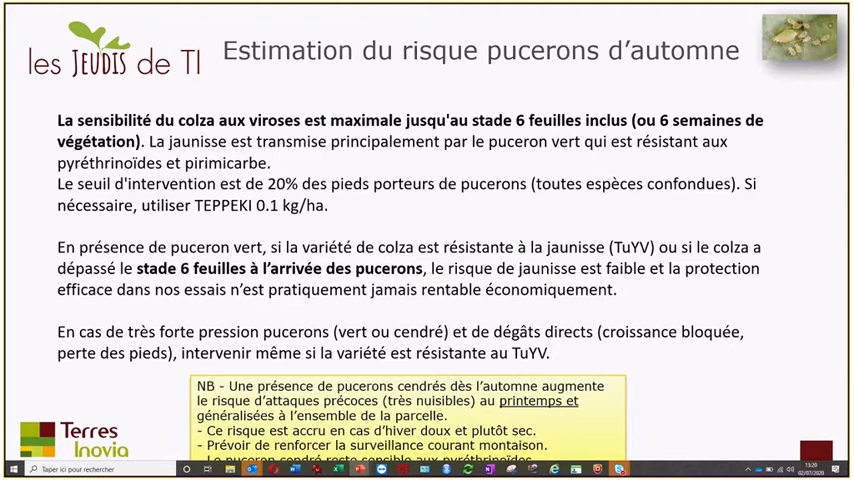 les JEUDIS de TI
Estimation du risque pucerons d'automne
La sensibilité du colza aux viroses est maximale jusqu'au stade 6 feuilles inclus (ou 6 semaines de
végétation). La jaunisse est transmise principalement par le puceron vert qui est résistant aux
pyréthrinoïdes et pirimicarbe.
Le seuil d'intervention est de 20% des pieds porteurs de pucerons (toutes espèces confondues). Si
nécessaire, utiliser TEPPEKI 0.1 kg/ha.
En présence de puceron vert, si la variété de colza est résistante à la jaunisse (TuYV) ou si le colza a
dépassé le stade 6 feuilles à l'arrivée des pucerons, le risque de jaunisse est faible et la protection
efficace dans nos essais n'est pratiquement jamais rentable économiquement.
En cas de très forte pression pucerons (vert ou cendré) et de dégâts directs (croissance bloquée,
perte des pieds), intervenir même si la variété est résistante au TuYV.
NB - Une présence de pucerons cendrés dès l'automne augmente
le risque d'attaques précoces (très nuisibles) au printemps et
généralisées à l'ensemble de la parcelle.
- Ce risque est accru en cas d'hiver doux et plutôt sec.
- Prévoir de renforcer la surveillance courant montaison.
- Le puceron cendré reste sensible aux pyréthrinoïdes
Terres
Inovia
Taper ici pour rechercher
13:20
02/07/2020